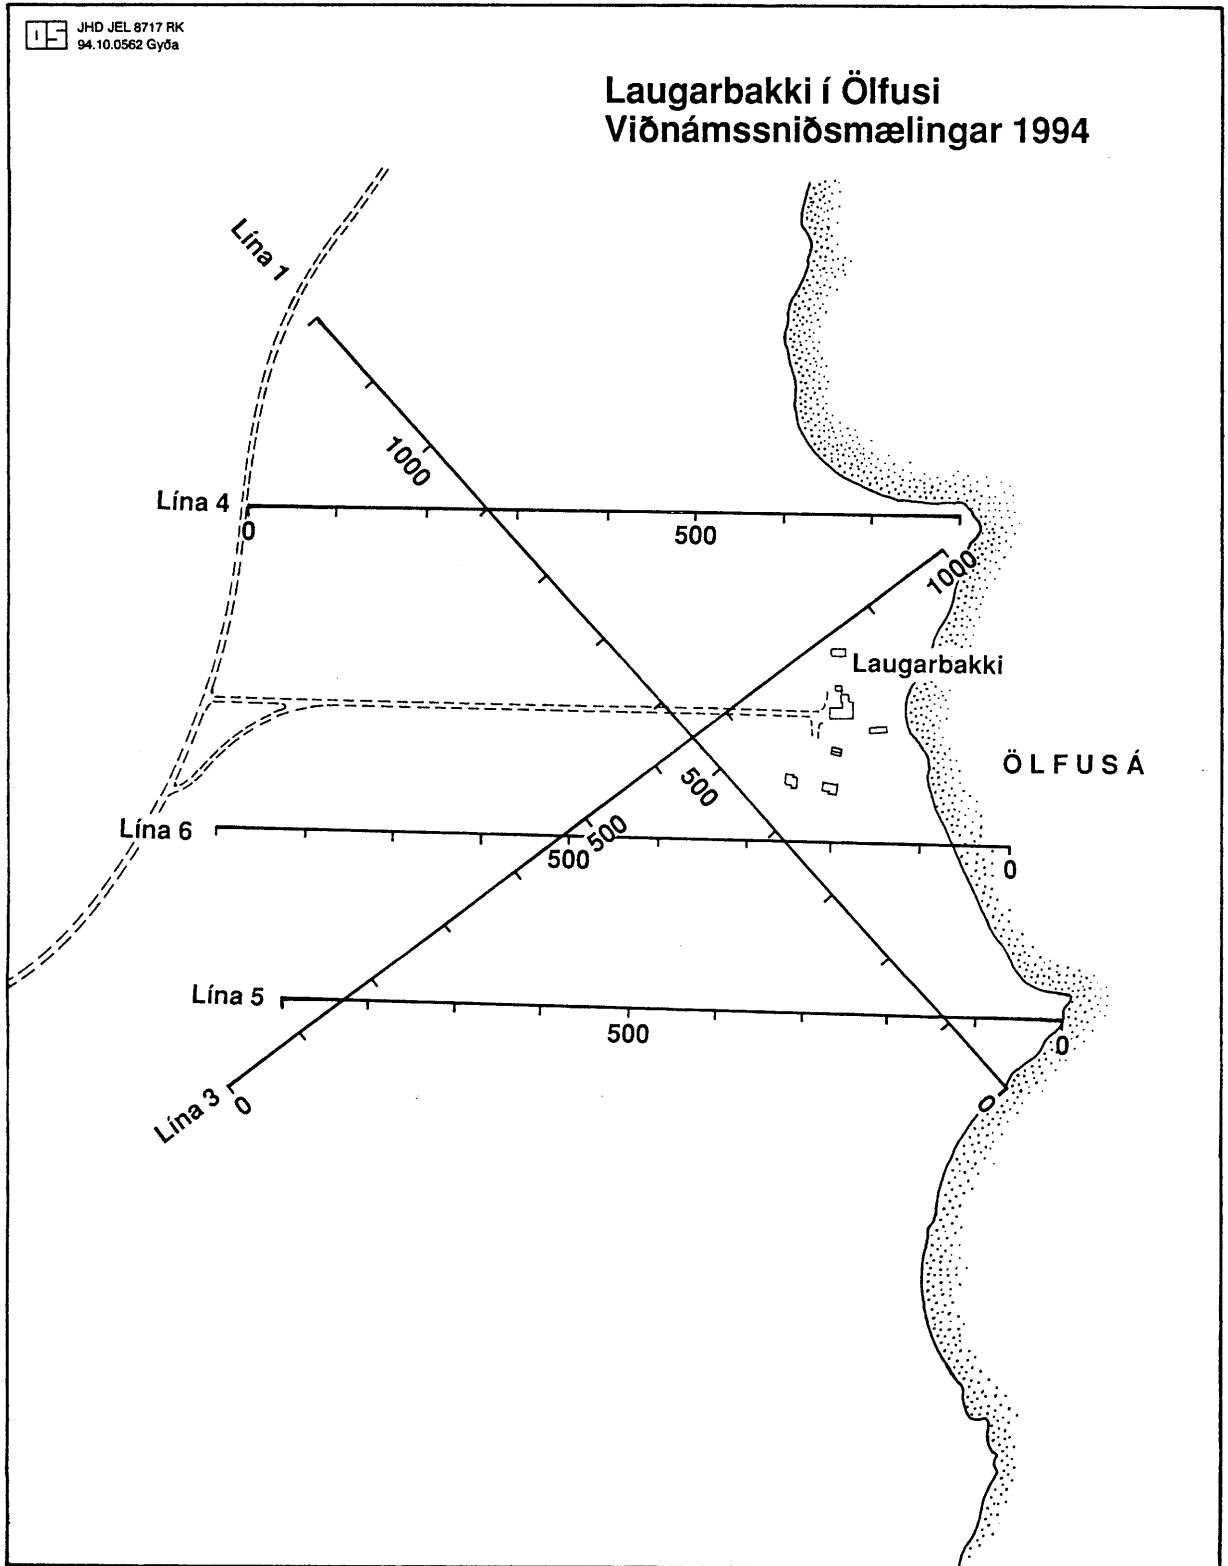 JHD JEL 8717 RK
94.10.0562 Gyða
Laugarbakki í Ölfusi
Viðnámssniðsmælingar 1994
Lína 1
1000
Lína 4
0
500
1000
Laugarbakki
ÖLFUSÁ
500
Lína 6
500
500
0
Lína 5
500
0
Lína 3
0
0